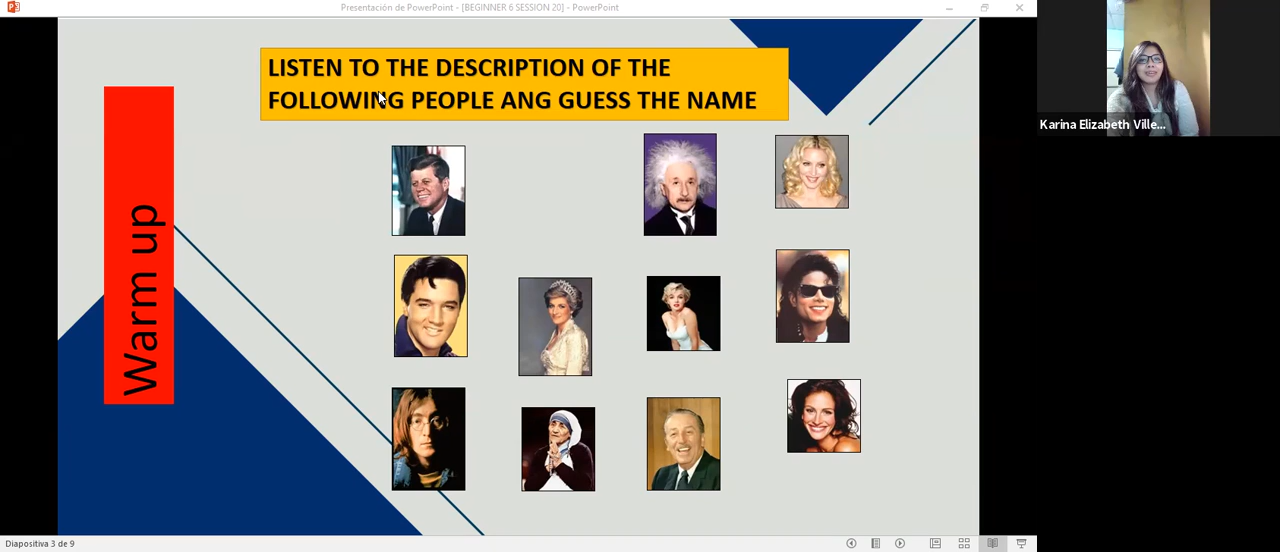 Presentación de PowerPoint - [BEGINNER 6 SESSION 20] - PowerPoint
LISTEN TO THE DESCRIPTION OF THE
FOLLOWING PEOPLE ANG GUESS THE NAME
Warm up
Karina Elizabeth Ville...
Diapositiva 3 de 9